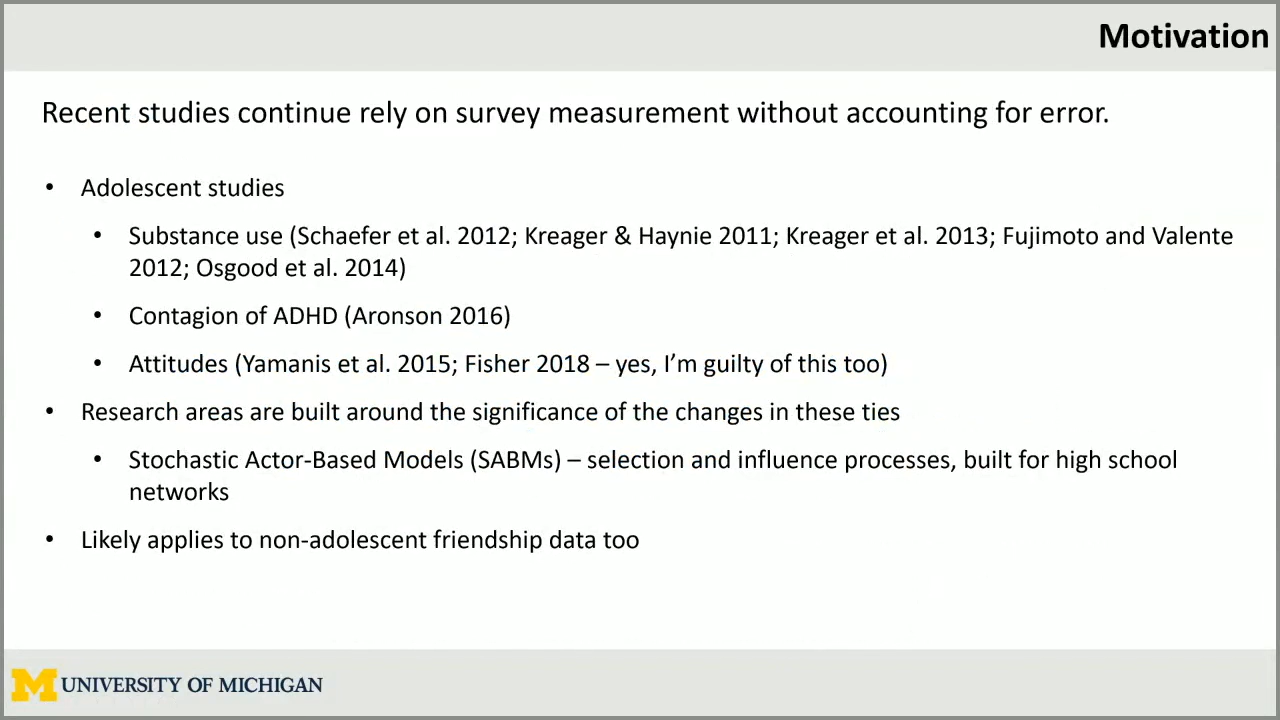 Motivation
Recent studies continue rely on survey measurement without accounting for error.
• Adolescent studies
• Substance use (Schaefer et al. 2012; Kreager & Haynie 2011; Kreager et al. 2013; Fujimoto and Valente
2012; Osgood et al. 2014)
• Contagion of ADHD (Aronson 2016)
• Attitudes (Yamanis et al. 2015; Fisher 2018 – yes, I’m guilty of this too)
• Research areas are built around the significance of the changes in these ties
• Stochastic Actor-Based Models (SABMs) – selection and influence processes, built for high school
networks
• Likely applies to non-adolescent friendship data too
M UNIVERSITY OF MICHIGAN